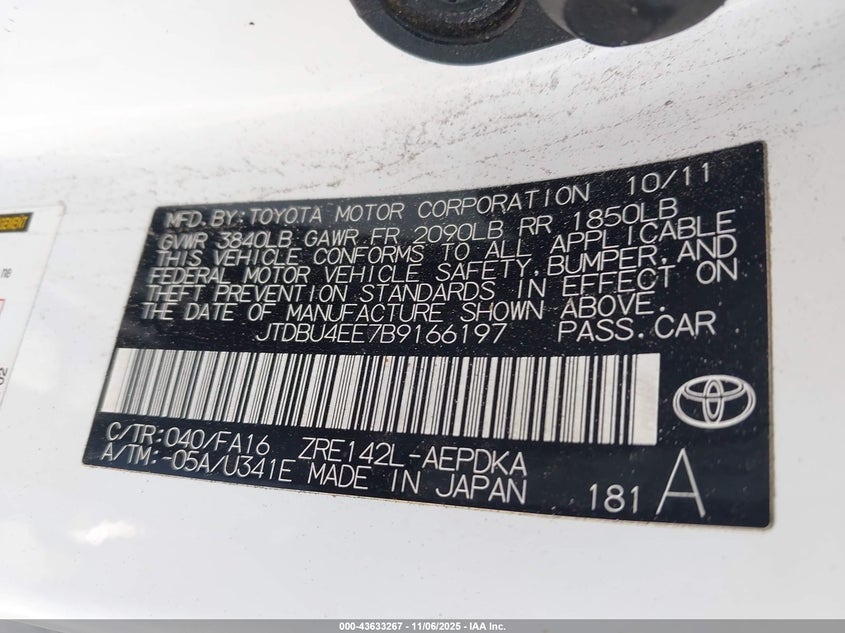 MFD.BY:TOYOTA MOTOR CORPORATION 10/11
GVWR 3840LB GAWR FR 2090LB RR 1850LB
THIS VEHICLE CONFORMS TO ALL APPLICABLE
FEDERAL MOTOR VEHICLE SAFETY,BUMPER,AND
THEFT PREVENTION STANDARDS IN EFFECT ON
THE DATE OF MANUFACTURE SHOWN ABOVE.
JTDBU4EE7B9166197 PASS.CAR
C/TR:040/FA16 ZRE142L-AEPDKA
A/TM:-05A/U341E MADE IN JAPAN
181 A
000-43633267 - 11/06/2025 - IAA Inc.